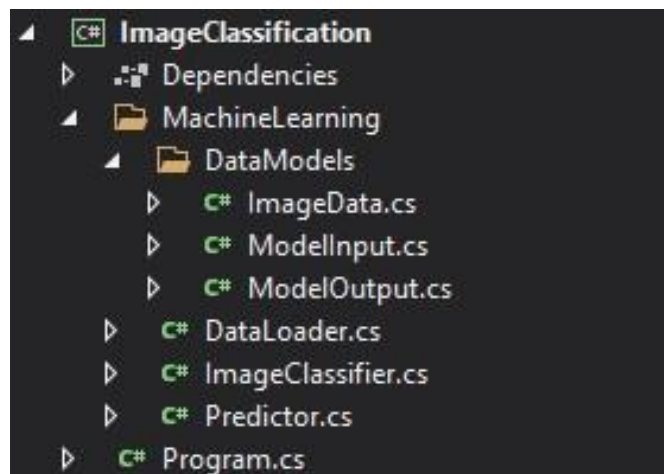 C# ImageClassification
Dependencies
MachineLearning
DataModels
C# ImageData.cs
C# ModelInput.cs
C# ModelOutput.cs
C# DataLoader.cs
C# ImageClassifier.cs
C# Predictor.cs
C# Program.cs